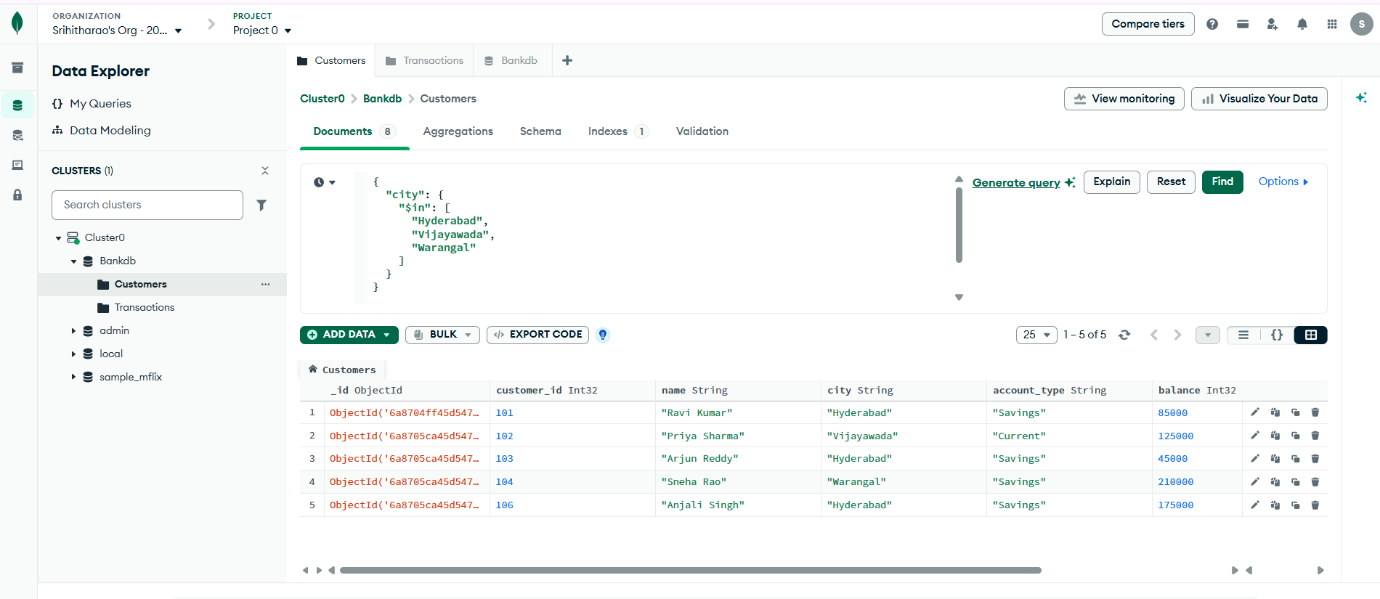 ORGANIZATION
Srihitharao's Org - 20...
PROJECT
Project 0
Compare tiers
S
Data Explorer
{} My Queries
Data Modeling
CLUSTERS (1)
Search clusters
Cluster0
Bankdb
Customers
Transactions
admin
local
sample_mflix
Customers
Transactions
Bankdb
Cluster0 > Bankdb > Customers
View monitoring
Visualize Your Data
Documents 8
Aggregations
Schema
Indexes 1
Validation
{
"city": {
"$in": [
"Hyderabad",
"Vijayawada",
"Warangal"
]
}
}
Generate query
Explain
Reset
Find
Options
ADD DATA
BULK
</> EXPORT CODE
25
1 – 5 of 5
{}
Customers
_id ObjectId customer_id Int32 name String city String account_type String balance Int32
1 ObjectId('6a8704ff45d547… 101 "Ravi Kumar" "Hyderabad" "Savings" 85000
2 ObjectId('6a8705ca45d547… 102 "Priya Sharma" "Vijayawada" "Current" 125000
3 ObjectId('6a8705ca45d547… 103 "Arjun Reddy" "Hyderabad" "Savings" 45000
4 ObjectId('6a8705ca45d547… 104 "Sneha Rao" "Warangal" "Savings" 210000
5 ObjectId('6a8705ca45d547… 106 "Anjali Singh" "Hyderabad" "Savings" 175000